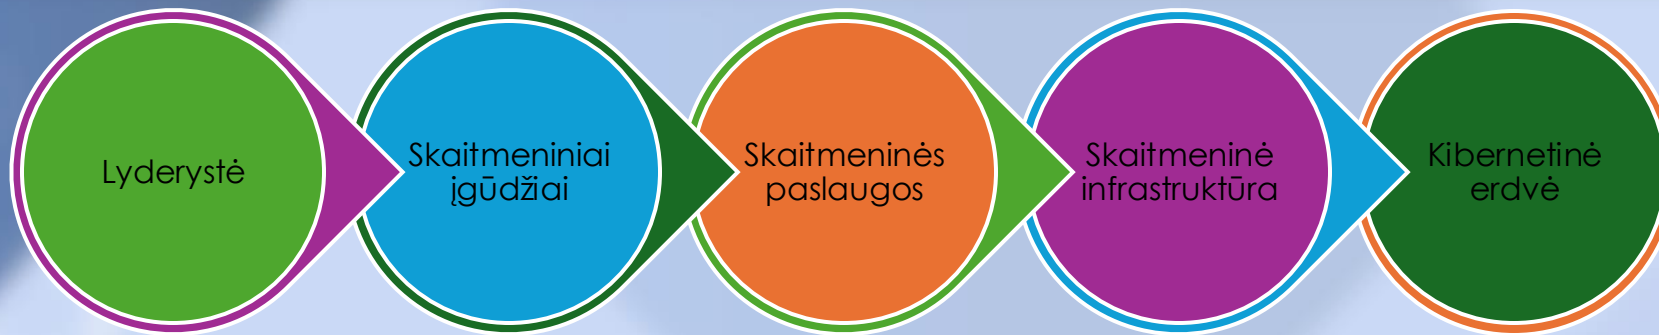 Lyderystė
Skaitmeniniai
įgūdžiai
Skaitmeninės
paslaugos
Skaitmeninė
infrastruktūra
Kibernetinė
erdvė